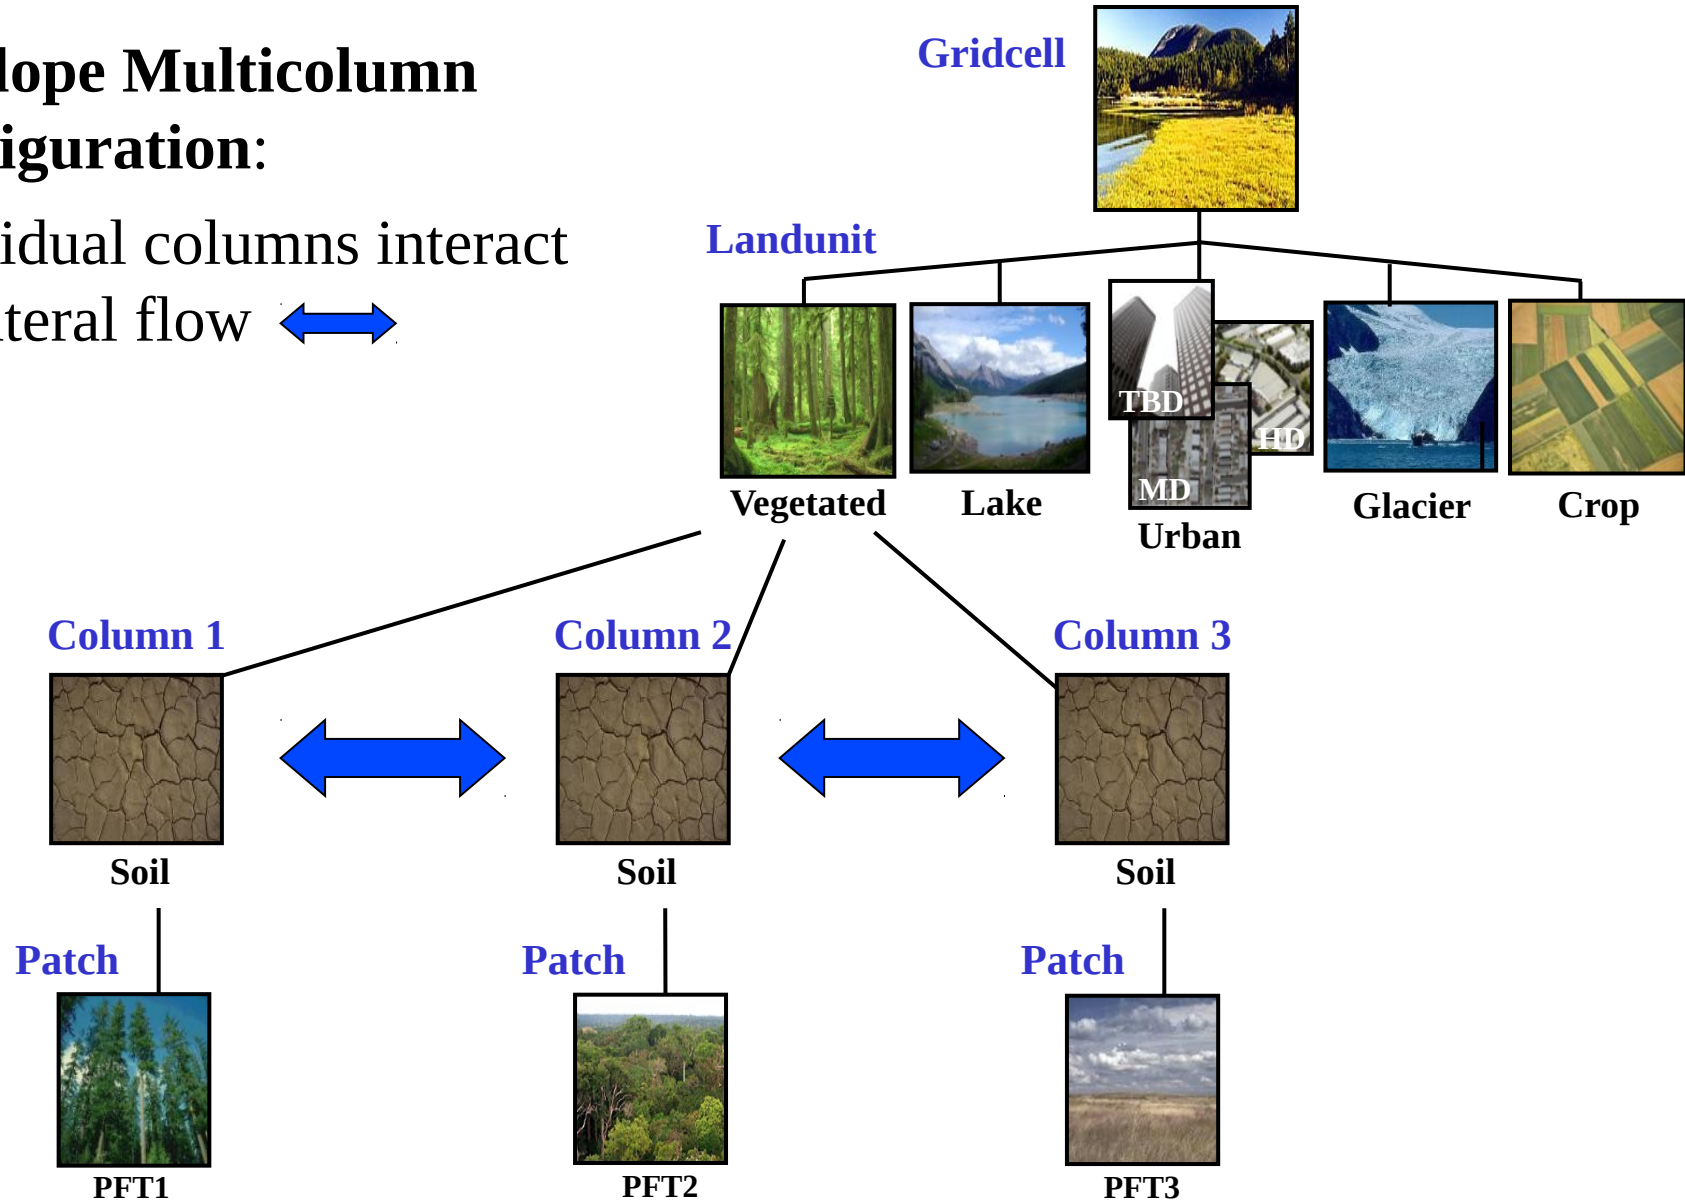 lope Multicolumn
iguration:
idual columns interact
teral flow
Gridcell
Landunit
TBD
HD
MD
Vegetated
Lake
Urban
Glacier
Crop
Column 1
Column 2
Column 3
Soil
Soil
Soil
Patch
Patch
Patch
PFT1
PFT2
PFT3